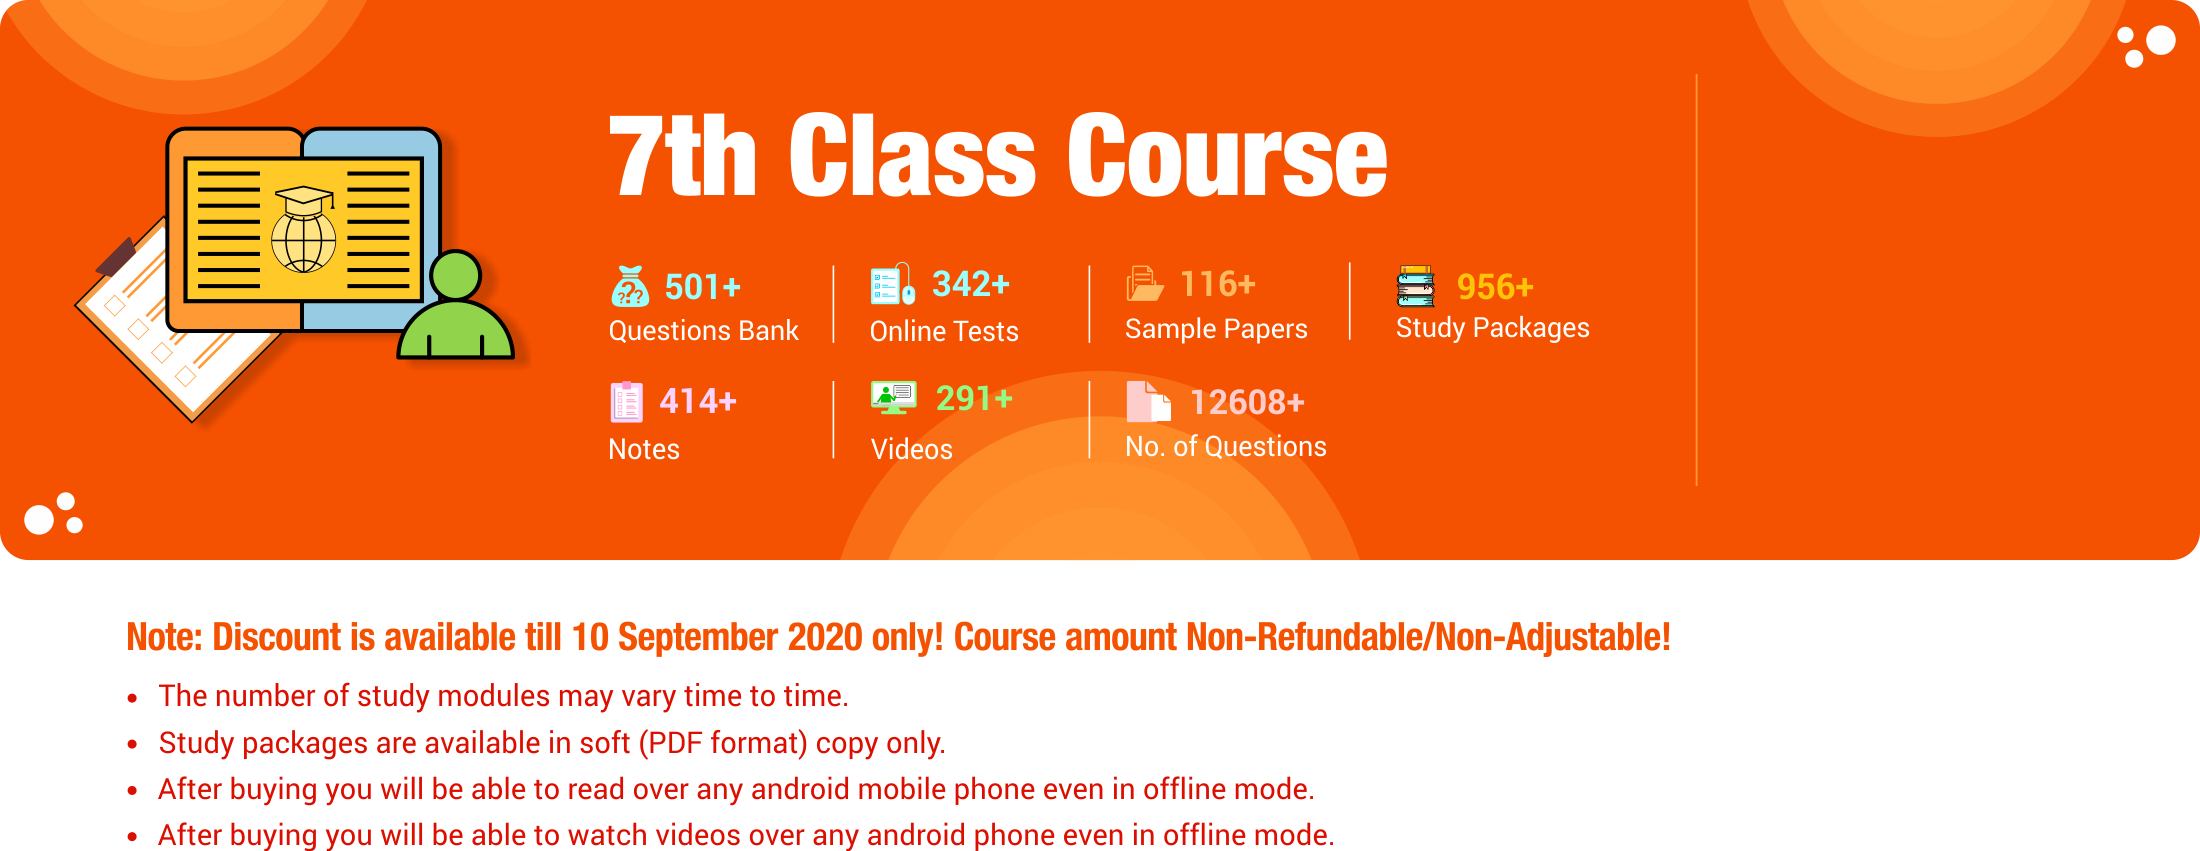 7th Class Course
501+ 342+ 116+ 956+
Questions Bank Online Tests Sample Papers Study Packages
414+ 291+ 12608+
Notes Videos No. of Questions
Note: Discount is available till 10 September 2020 only! Course amount Non-Refundable/Non-Adjustable!
• The number of study modules may vary time to time.
• Study packages are available in soft (PDF format) copy only.
• After buying you will be able to read over any android mobile phone even in offline mode.
• After buying you will be able to watch videos over any android phone even in offline mode.